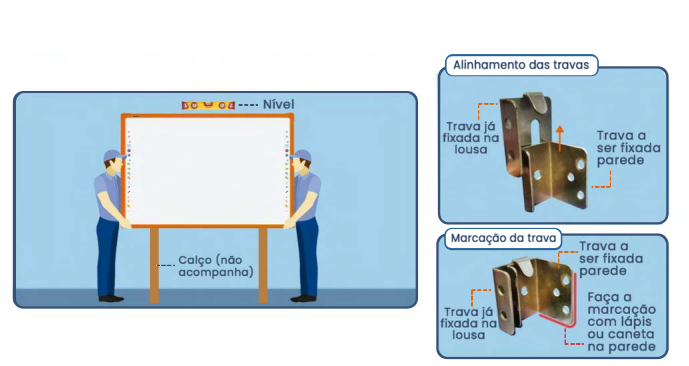 Nível
Calço (não
acompanha)
Alinhamento das travas
Trava já
fixada na
lousa
Trava a
ser fixada
parede
Marcação da trava
Trava a
ser fixada
parede
Trava já
fixada na
lousa
Faça a
marcação
com lápis
ou caneta
na parede